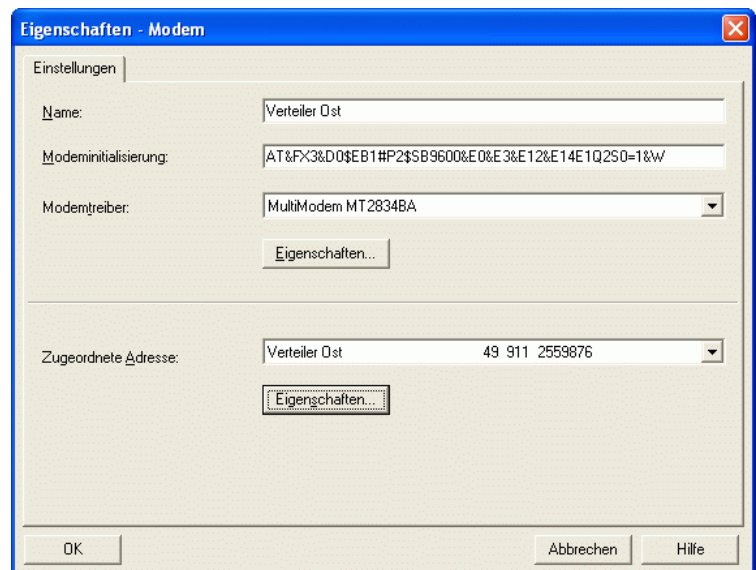 Eigenschaften - Modem
Einstellungen
Name: Verteiler Ost
Modeminitialisierung: AT&FX3&D0$EB1#P2$SB9600&E0&E3&E12&E14E1Q2S0=1&W
Modemtreiber: MultiModem MT2834BA
Eigenschaften...
Zugeordnete Adresse: Verteiler Ost 49 911 2559876
Eigenschaften...
OK Abbrechen Hilfe